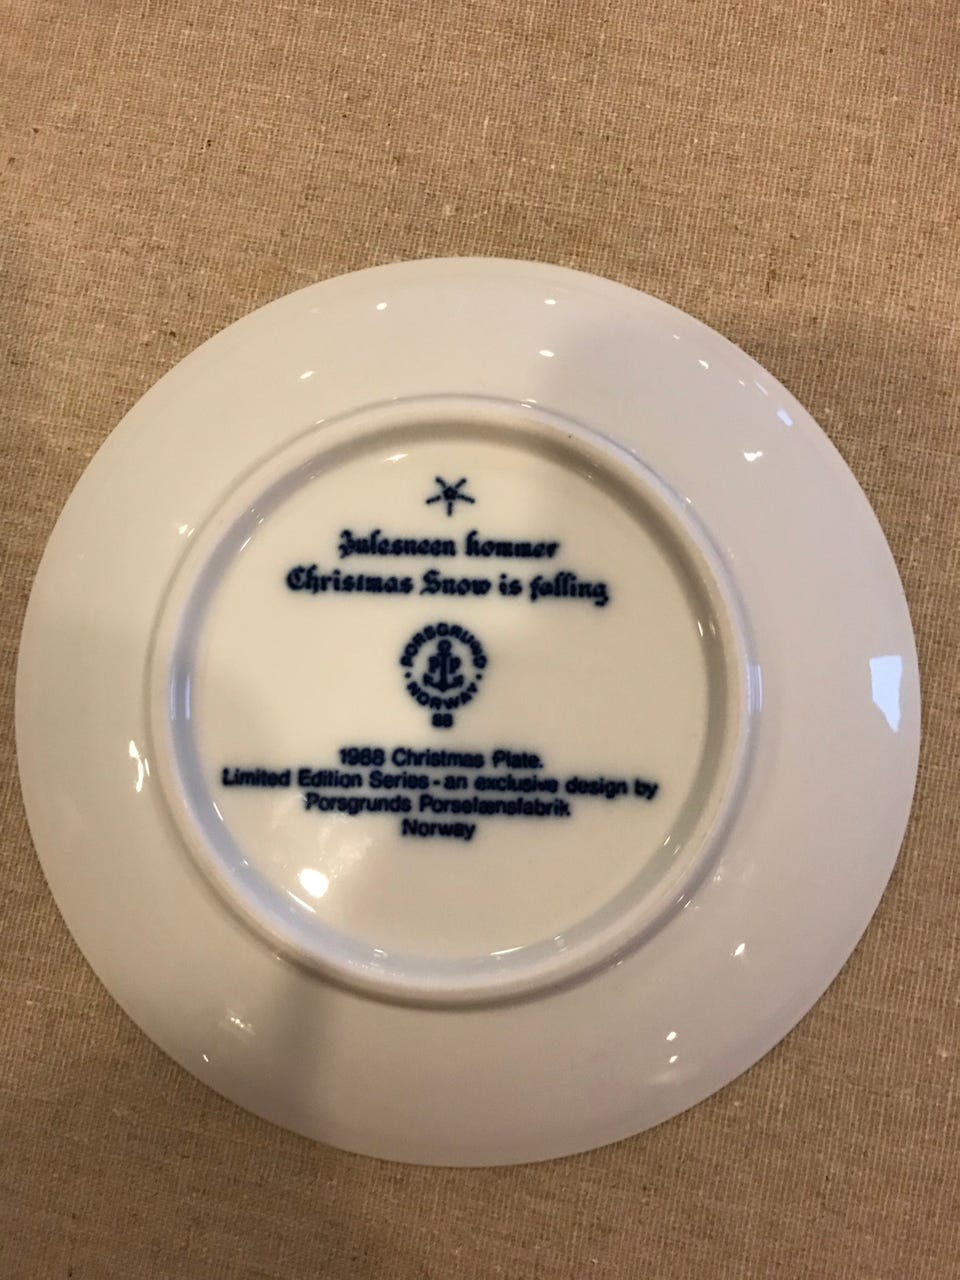 Julesneen kommer
Christmas Snow is falling
PORSGRUND
PP
NORWAY
88
1988 Christmas Plate.
Limited Edition Series - an exclusive design by
Porsgrunds Porselænsfabrik
Norway